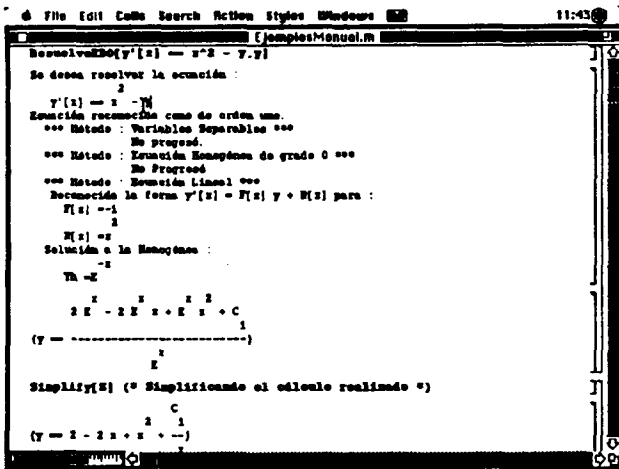 File Edit Cells Search Action Styles Windows 11:43
EjemplosManual.m
ResuelveEDO[y'[x] == x^2 - y,y]
Se desea resolver la ecuación :
2
y'[x] == x -
Ecuación reconocida como de orden uno.
*** Método : Variables Separables ***
No progresó.
*** Método : Ecuación Homogénea de grado 0 ***
No Progresó
*** Método : Ecuación Lineal ***
Reconocida la forma y'[x] = F[x] y + R[x] para :
F[x] =-1
2
R[x] =x
Solución a la Homogénea :
-x
Yh =E
x x x 2
2 E - 2 E x + E x + C
1
{y == ---------------------------}
x
E
Simplify[%] (* Simplificando el cálculo realizado *)
C
2 1
{y == 2 - 2 x + x + --}
x